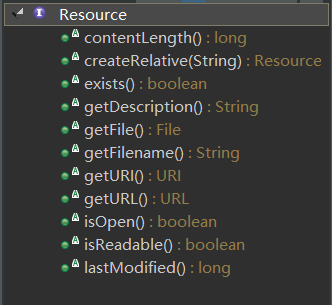 Resource
contentLength() : long
createRelative(String) : Resource
exists() : boolean
getDescription() : String
getFile() : File
getFilename() : String
getURI() : URI
getURL() : URL
isOpen() : boolean
isReadable() : boolean
lastModified() : long